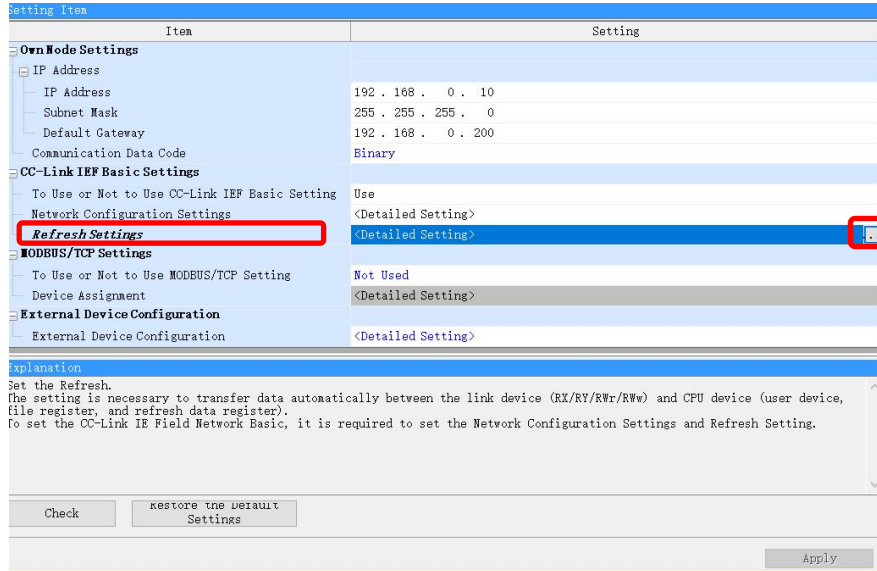 Setting Item
Item Setting
Own Node Settings
IP Address
IP Address 192 . 168 . 0 . 10
Subnet Mask 255 . 255 . 255 . 0
Default Gateway 192 . 168 . 0 . 200
Communication Data Code Binary
CC-Link IEF Basic Settings
To Use or Not to Use CC-Link IEF Basic Setting Use
Network Configuration Settings <Detailed Setting>
Refresh Settings <Detailed Setting>
MODBUS/TCP Settings
To Use or Not to Use MODBUS/TCP Setting Not Used
Device Assignment <Detailed Setting>
External Device Configuration
External Device Configuration <Detailed Setting>
Explanation
Set the Refresh.
The setting is necessary to transfer data automatically between the link device (RX/RY/RWr/RWw) and CPU device (user device,
file register, and refresh data register).
To set the CC-Link IE Field Network Basic, it is required to set the Network Configuration Settings and Refresh Setting.
Check
Restore the Default
Settings
Apply